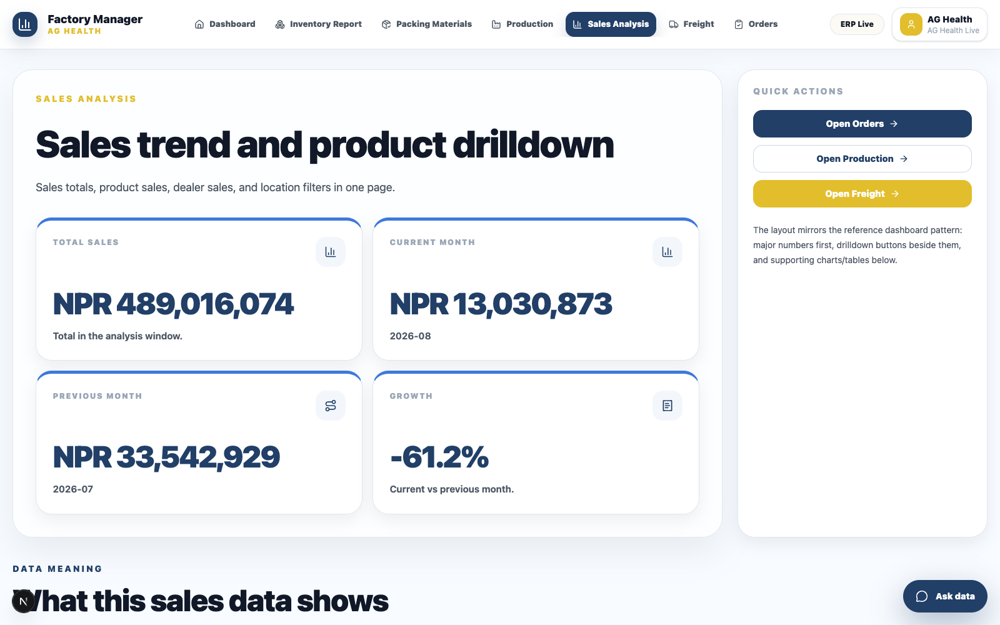 Factory Manager
AG HEALTH
Dashboard
Inventory Report
Packing Materials
Production
Sales Analysis
Freight
Orders
ERP Live
AG Health
AG Health Live
SALES ANALYSIS
Sales trend and product drilldown
Sales totals, product sales, dealer sales, and location filters in one page.
TOTAL SALES
NPR 489,016,074
Total in the analysis window.
CURRENT MONTH
NPR 13,030,873
2026-08
PREVIOUS MONTH
NPR 33,542,929
2026-07
GROWTH
-61.2%
Current vs previous month.
QUICK ACTIONS
Open Orders →
Open Production →
Open Freight →
The layout mirrors the reference dashboard pattern:
major numbers first, drilldown buttons beside them,
and supporting charts/tables below.
DATA MEANING
What this sales data shows
N
Ask data